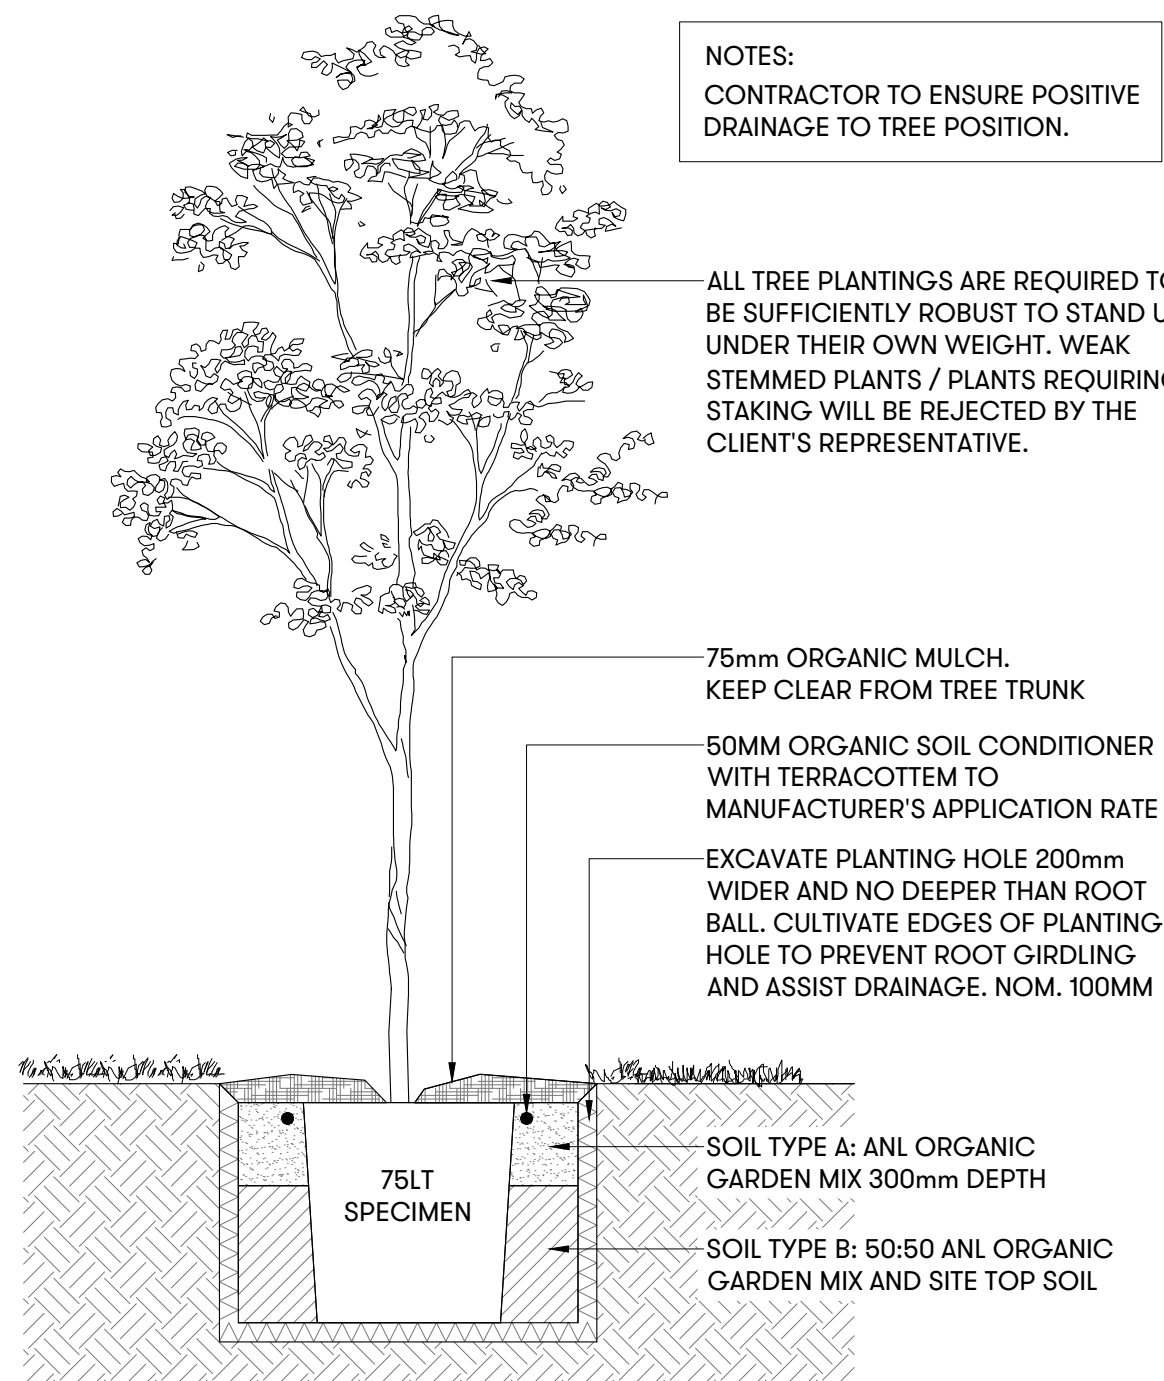 NOTES:
CONTRACTOR TO ENSURE POSITIVE
DRAINAGE TO TREE POSITION.
ALL TREE PLANTINGS ARE REQUIRED TO
BE SUFFICIENTLY ROBUST TO STAND U
UNDER THEIR OWN WEIGHT. WEAK
STEMMED PLANTS / PLANTS REQUIRING
STAKING WILL BE REJECTED BY THE
CLIENT'S REPRESENTATIVE.
75mm ORGANIC MULCH.
KEEP CLEAR FROM TREE TRUNK
50MM ORGANIC SOIL CONDITIONER
WITH TERRACOTTEM TO
MANUFACTURER'S APPLICATION RATE
EXCAVATE PLANTING HOLE 200mm
WIDER AND NO DEEPER THAN ROOT
BALL. CULTIVATE EDGES OF PLANTING
HOLE TO PREVENT ROOT GIRDLING
AND ASSIST DRAINAGE. NOM. 100MM
SOIL TYPE A: ANL ORGANIC
GARDEN MIX 300mm DEPTH
75LT
SPECIMEN
SOIL TYPE B: 50:50 ANL ORGANIC
GARDEN MIX AND SITE TOP SOIL